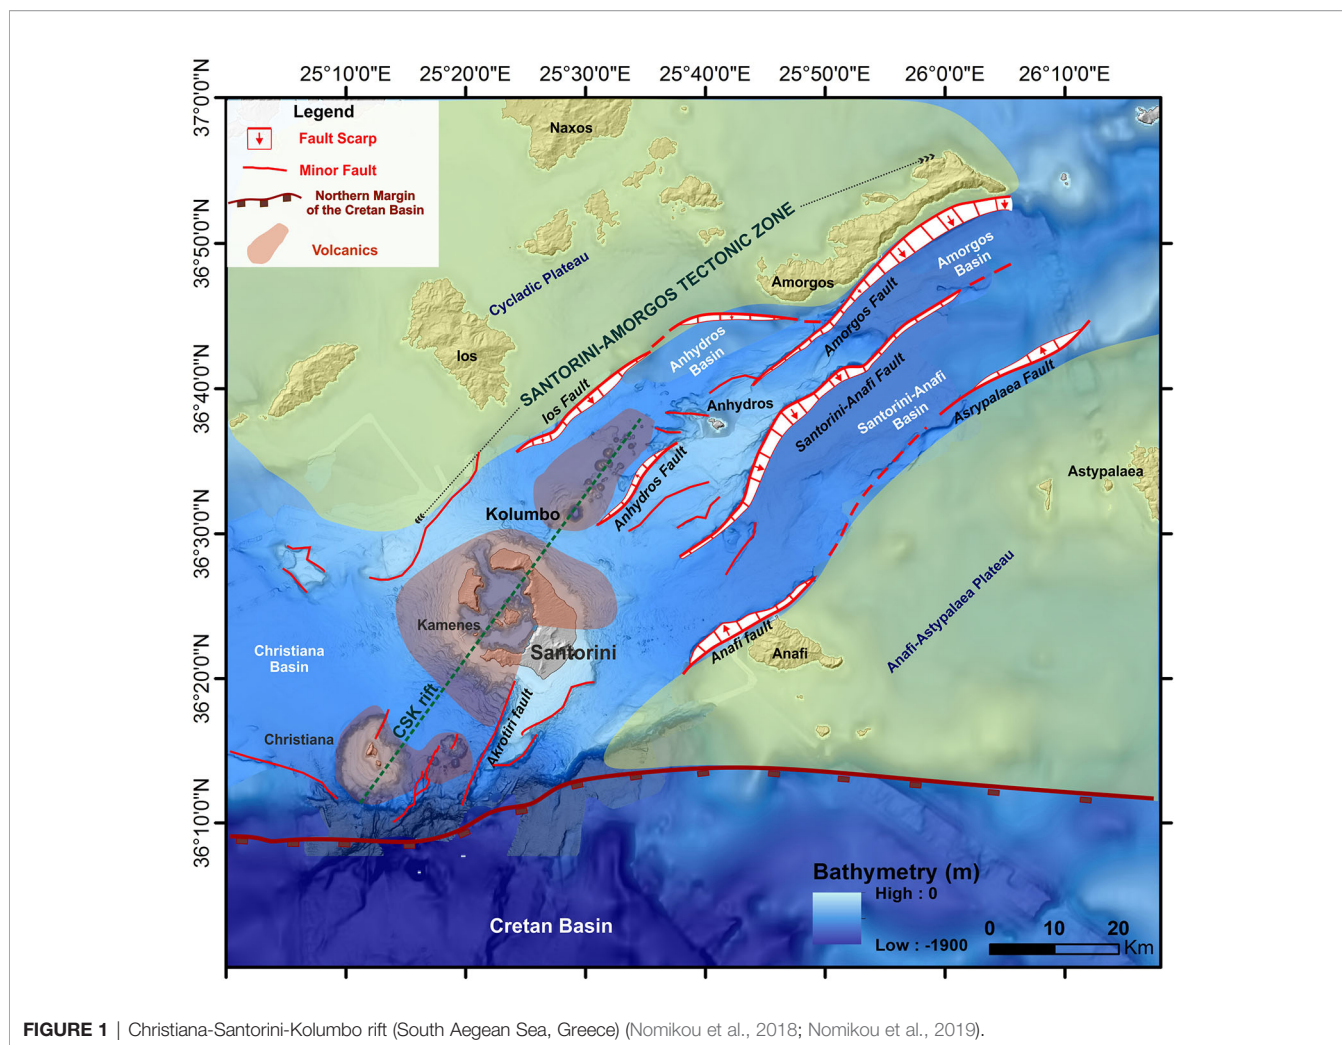 25°10'0"E 25°20'0"E 25°30'0"E 25°40'0"E 25°50'0"E 26°0'0"E 26°10'0"E
37°0'0"N
36°50'0"N
36°40'0"N
36°30'0"N
36°20'0"N
36°10'0"N
Legend
Fault Scarp
Minor Fault
Northern Margin
of the Cretan Basin
Volcanics
Naxos
Cycladic Plateau
SANTORINI-AMORGOS TECTONIC ZONE
Amorgos
Amorgos
Basin
Amorgos Fault
Ios
Ios Fault
Anhydros
Basin
Anhydros
Santorini-Anafi Fault
Santorini-Anafi
Basin
Asrypalaea Fault
Astypalaea
Anhydros Fault
Kolumbo
Kamenes
Santorini
Anafi fault
Anafi
Anafi-Astypalaea Plateau
Christiana
Basin
CSK rift
Akrotiri fault
Christiana
Cretan Basin
Bathymetry (m)
High : 0
Low : -1900
0 10 20
Km
FIGURE 1 | Christiana-Santorini-Kolumbo rift (South Aegean Sea, Greece) (Nomikou et al., 2018; Nomikou et al., 2019).